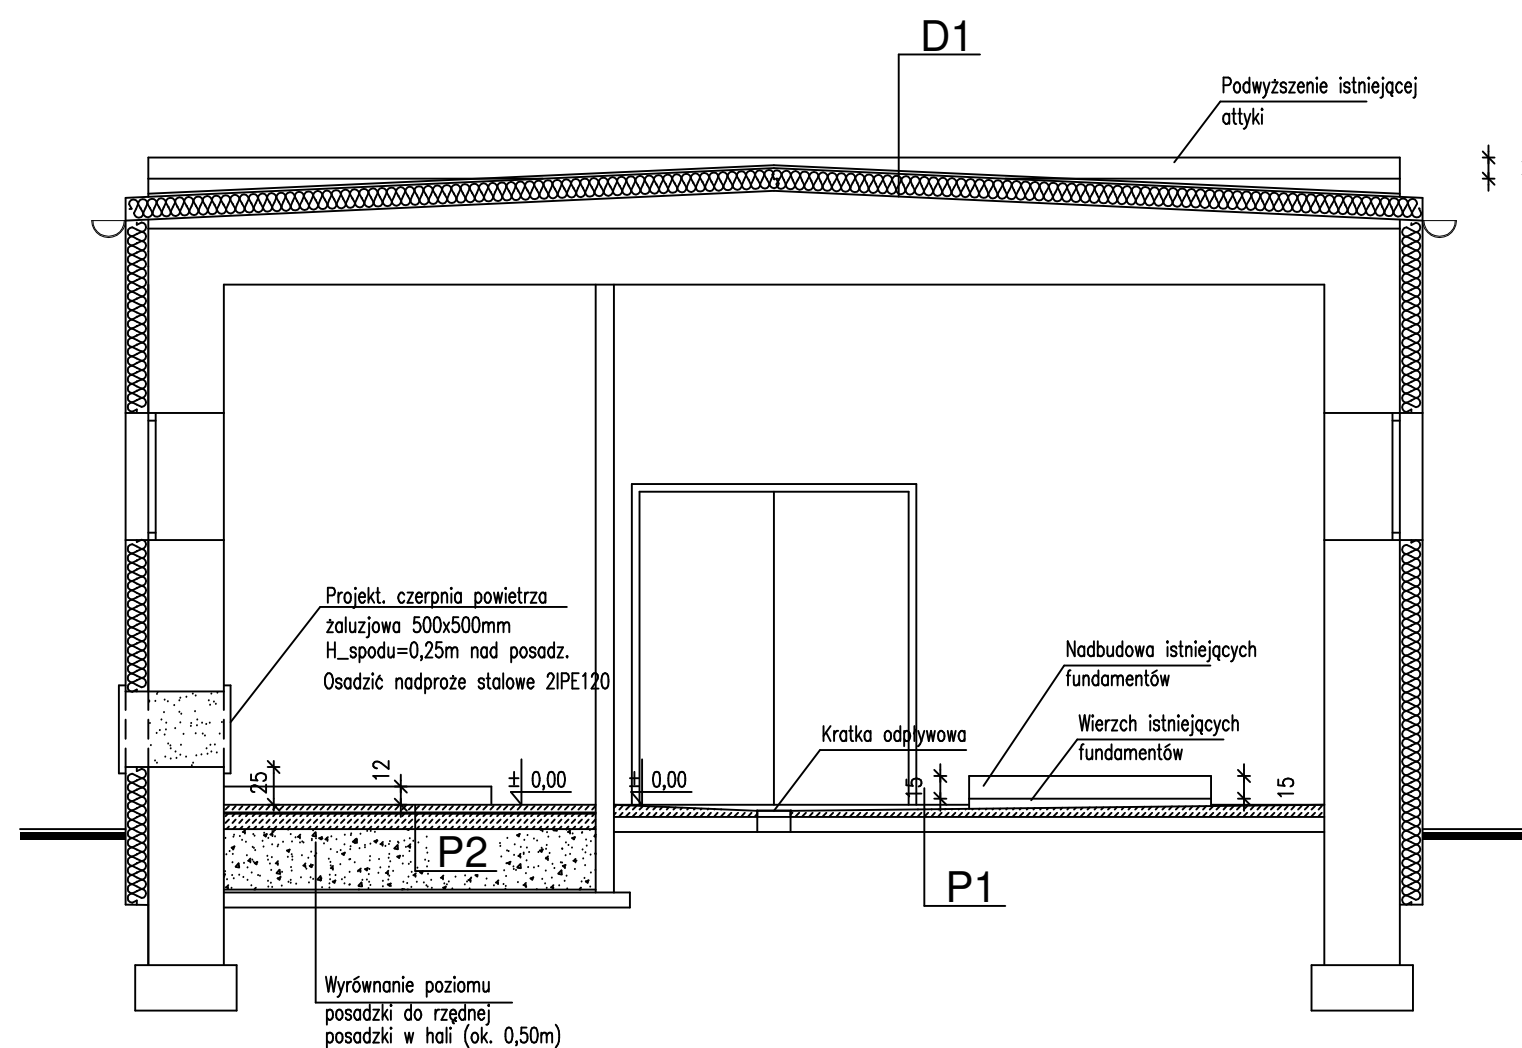 D1
Podwyższenie istniejącej
attyki
Projekt. czerpnia powietrza
żaluzjowa 500x500mm
H_spodu=0,25m nad posadz.
Osadzić nadproże stalowe 2IPE120
Nadbudowa istniejących
fundamentów
Wierzch istniejących
fundamentów
Kratka odpływowa
25
12
± 0,00
± 0,00
15
15
P2
P1
Wyrównanie poziomu
posadzki do rzędnej
posadzki w hali (ok. 0,50m)